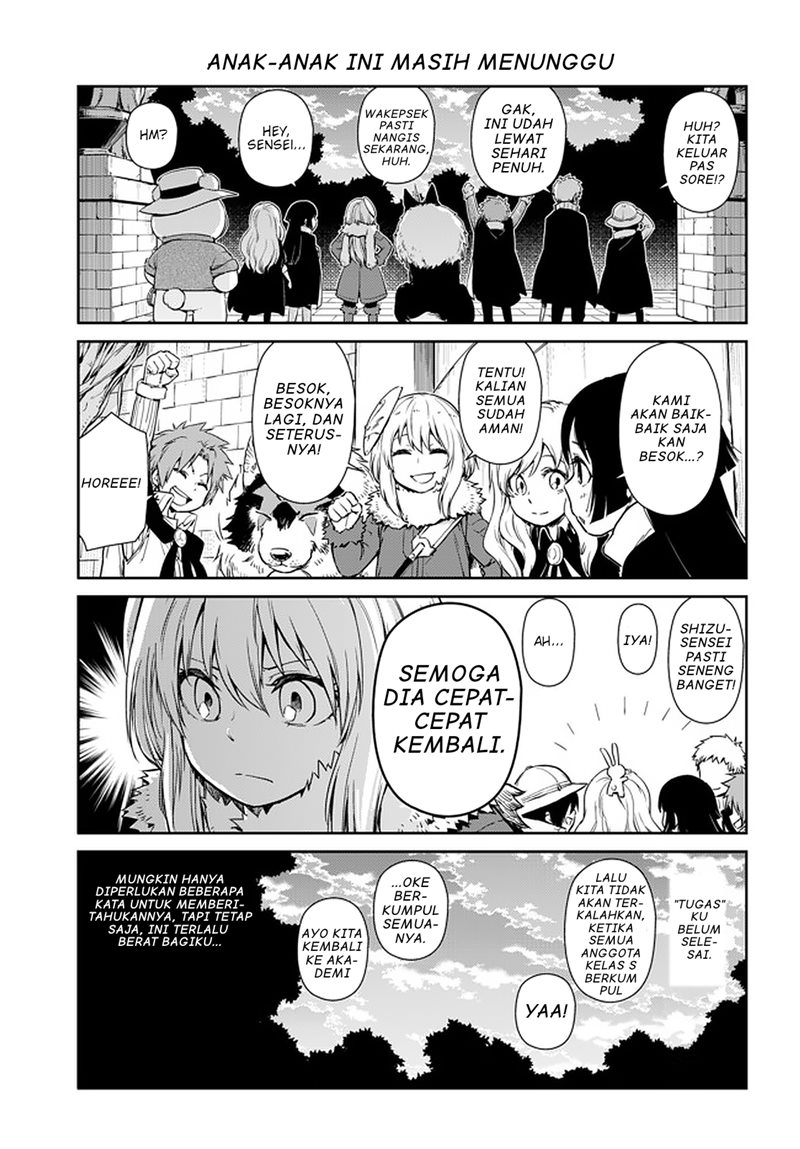 ANAK-ANAK INI MASIH MENUNGGU
HUH?
KITA
KELUAR
PAS
SORE!?
GAK,
INI UDAH
LEWAT
SEHARI
PENUH.
WAKEPSEK
PASTI
NANGIS
SEKARANG,
HUH.
HEY,
SENSEI...
HM?
KAMI
AKAN BAIK-
BAIK SAJA
KAN
BESOK...?
TENTU!
KALIAN
SEMUA
SUDAH
AMAN!
BESOK,
BESOKNYA
LAGI, DAN
SETERUS-
NYA!
HOREEE!
SHIZU-
SENSEI
PASTI
SENENG
BANGET!
IYA!
AH...
SEMOGA
DIA CEPAT-
CEPAT
KEMBALI.
"TUGAS"
KU
BELUM
SELE-
SAI.
LALU
KITA TIDAK
AKAN TER-
KALAHKAN,
KETIKA
SEMUA
ANGGOTA
KELAS S
BERKUM
PUL
YAA!
...OKE
BER-
KUMPUL
SEMUA-
NYA.
AYO KITA
KEMBALI
KE AKA-
DEMI
MUNGKIN HANYA
DIPERLUKAN BEBERAPA
KATA UNTUK MEMBERI-
TAHUKANNYA, TAPI TETAP
SAJA, INI TERLALU
BERAT BAGIKU...